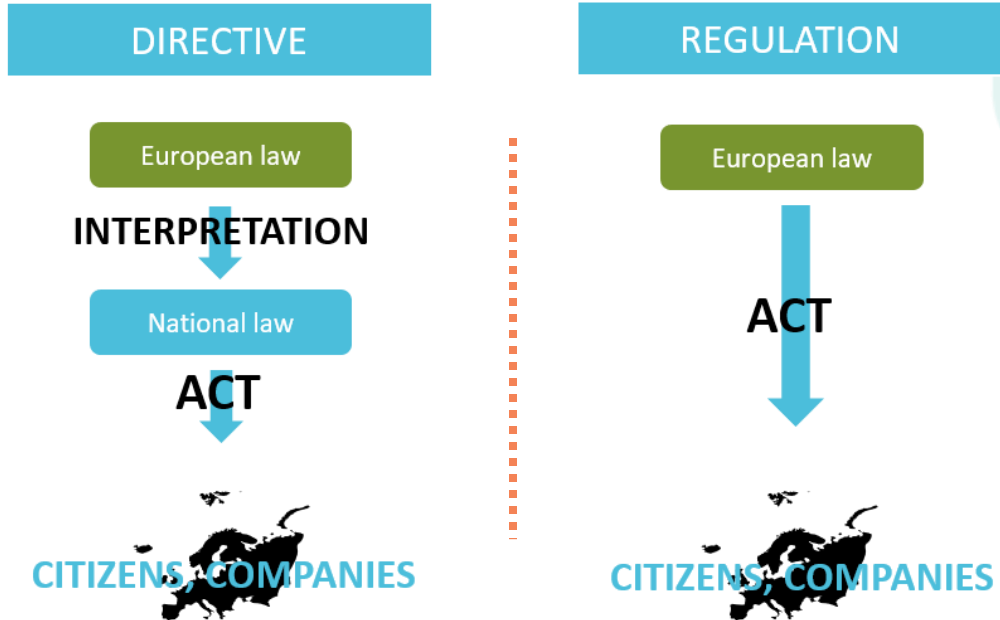 DIRECTIVE
European law
INTERPRETATION
National law
ACT
CITIZENS, COMPANIES
REGULATION
European law
ACT
CITIZENS, COMPANIES